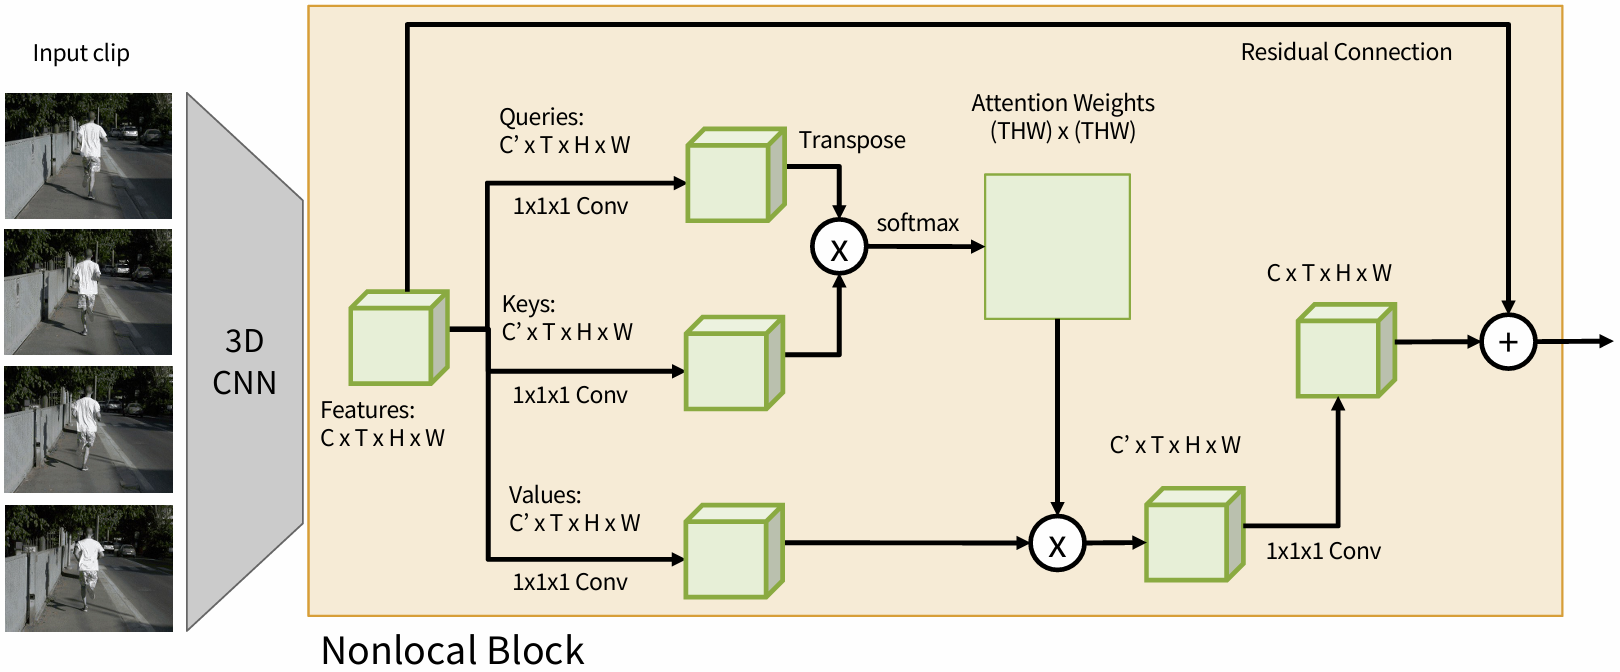 Input clip
3D
CNN
Residual Connection
Queries:
C’ x T x H x W
1x1x1 Conv
Transpose
Attention Weights
(THW) x (THW)
softmax
x
Keys:
C’ x T x H x W
1x1x1 Conv
Features:
C x T x H x W
Values:
C’ x T x H x W
1x1x1 Conv
x
C’ x T x H x W
1x1x1 Conv
C x T x H x W
+
Nonlocal Block